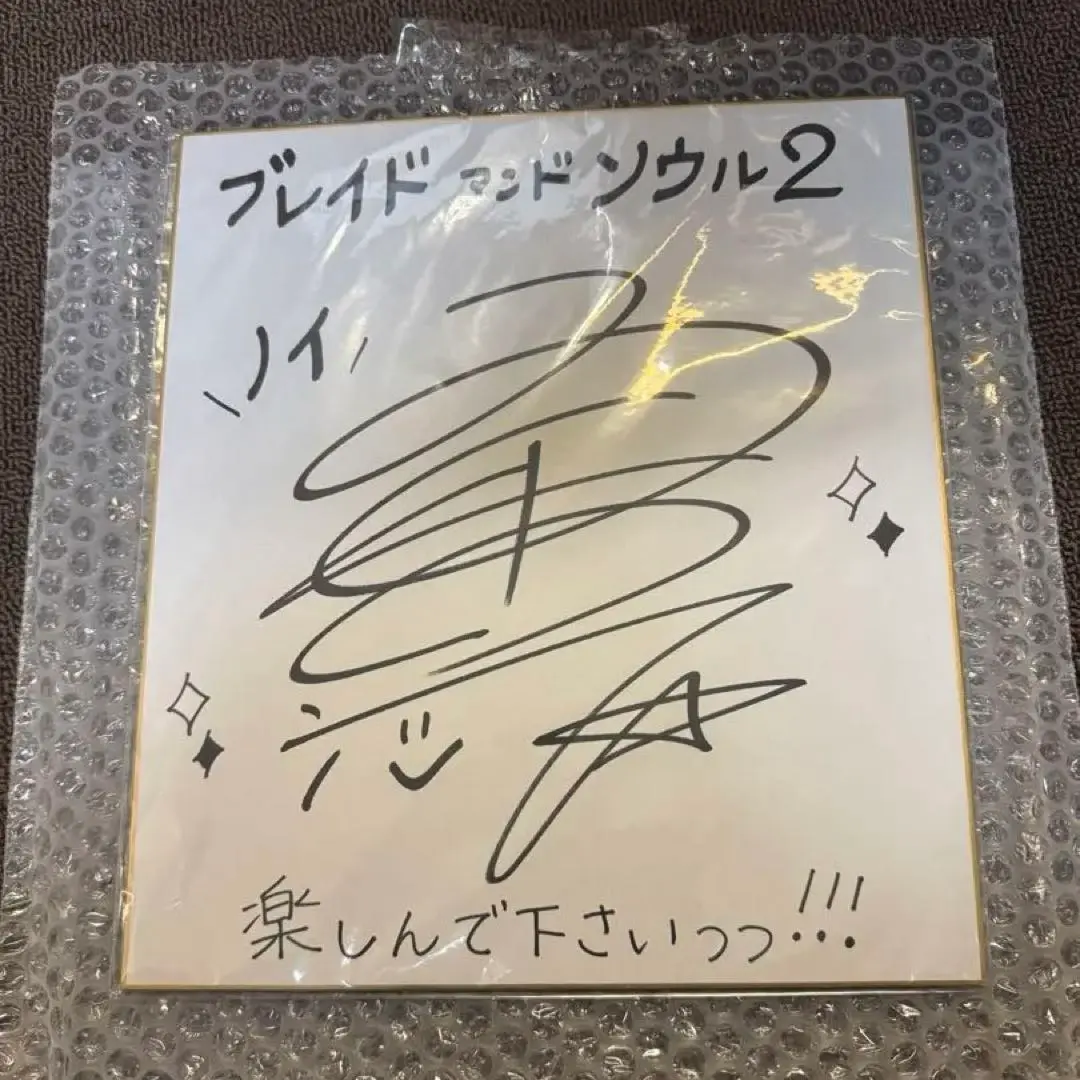 ブレイド アンド ソウル2
\ノイ/
楽しんで下さいっっ!!!